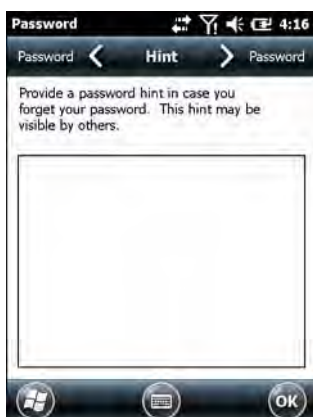 Password 4:16
Password Hint Password
Provide a password hint in case you
forget your password. This hint may be
visible by others.
OK